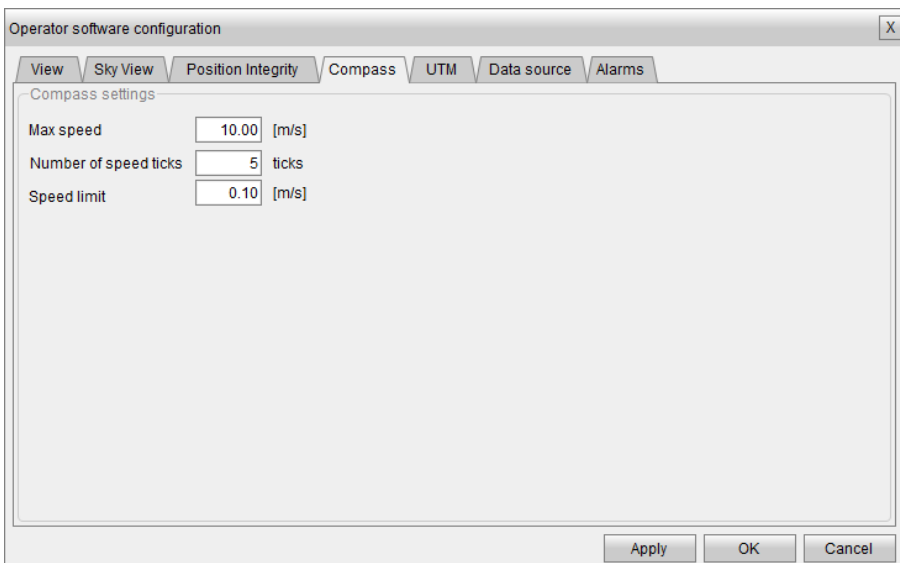 Operator software configuration X
View Sky View Position Integrity Compass UTM Data source Alarms
Compass settings
Max speed 10.00 [m/s]
Number of speed ticks 5 ticks
Speed limit 0.10 [m/s]
Apply OK Cancel